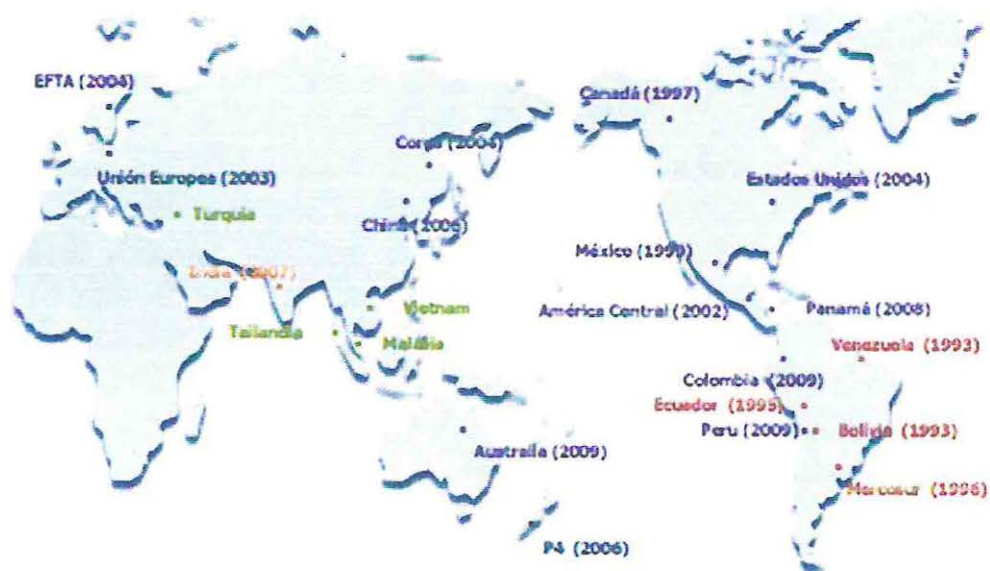 EFTA (2004)
Canadá (1997)
Corea (2004)
Unión Europea (2003)
Estados Unidos (2004)
Turquía
China (2006)
México (1999)
India (2007)
Vietnam
América Central (2002)
Panamá (2008)
Tailandia
Malasia
Venezuela (1993)
Colombia (2009)
Ecuador (1995)
Peru (2009)
Bolivia (1993)
Australia (2009)
Mercosur (1996)
P4 (2006)